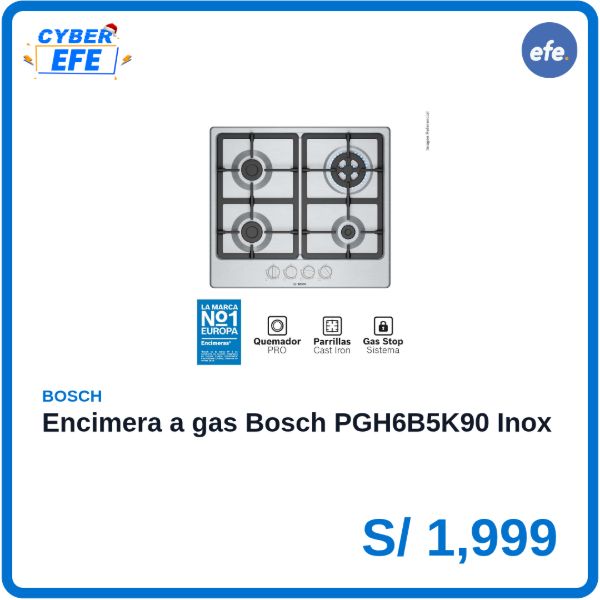 CYBER
EFE
efe.
BOSCH
LA MARCA
Nº1
EUROPA
Encimeras*
Quemador
PRO
Parrillas
Cast Iron
Gas Stop
Sistema
BOSCH
Encimera a gas Bosch PGH6B5K90 Inox
S/ 1,999